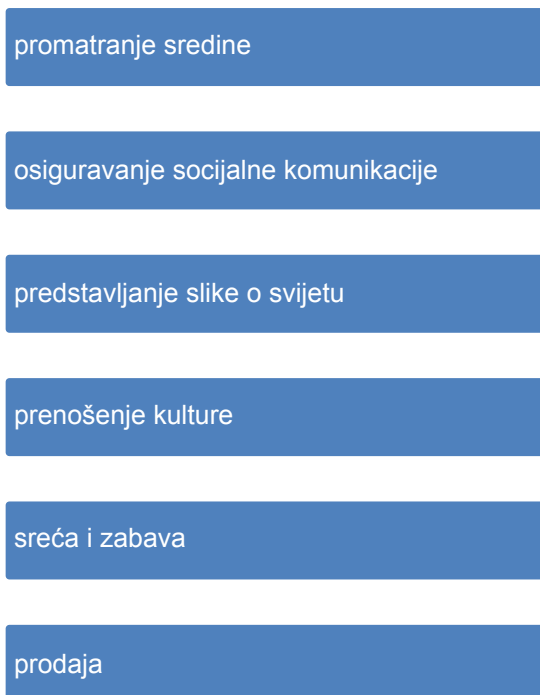 promatranje sredine
osiguravanje socijalne komunikacije
predstavljanje slike o svijetu
prenošenje kulture
sreća i zabava
prodaja